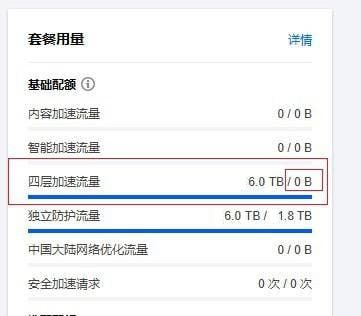 套餐用量 详情
基础配额
内容加速流量 0 / 0 B
智能加速流量 0 / 0 B
四层加速流量 6.0 TB / 0 B
独立防护流量 6.0 TB / 1.8 TB
中国大陆网络优化流量 0 / 0 B
安全加速请求 0 次 / 0 次